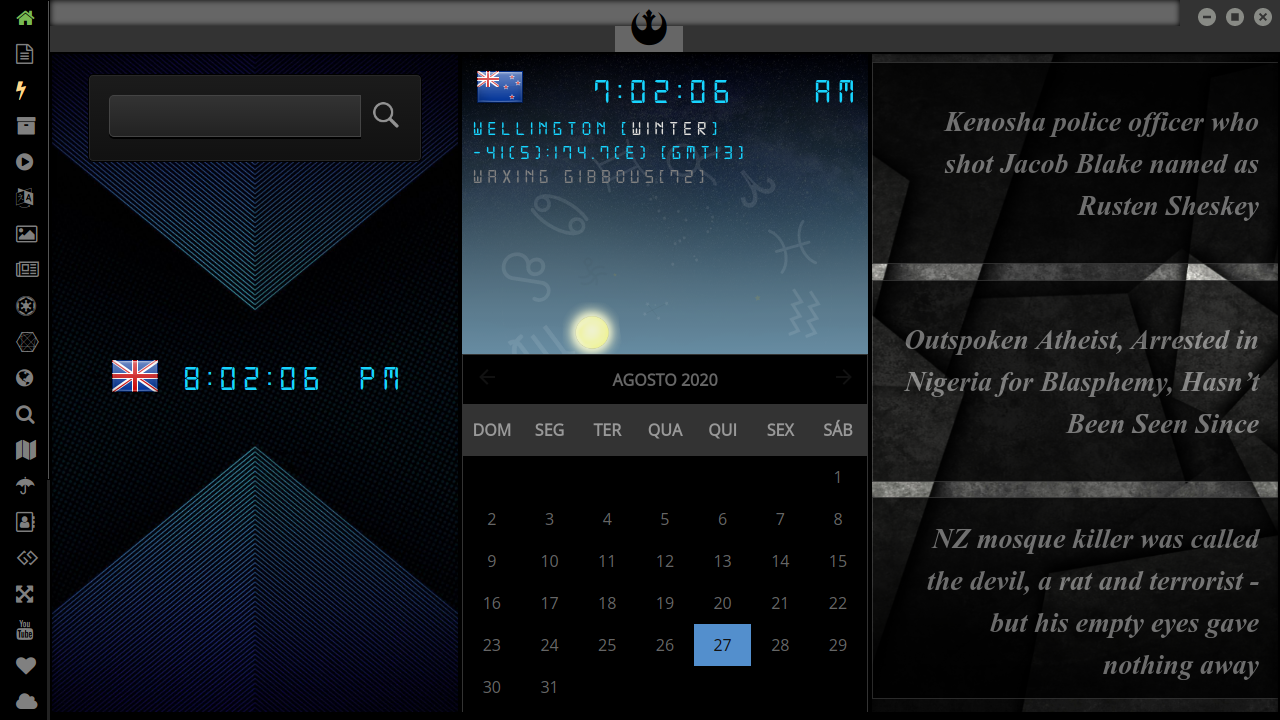 7:02:06 AM
WELLINGTON [WINTER]
-41(S):174.7(E) [GMT13]
WAXING GIBBOUS[72]
8:02:06 PM
AGOSTO 2020
DOM SEG TER QUA QUI SEX SÁB
1
2 3 4 5 6 7 8
9 10 11 12 13 14 15
16 17 18 19 20 21 22
23 24 25 26 27 28 29
30 31
Kenosha police officer who
shot Jacob Blake named as
Rusten Sheskey
Outspoken Atheist, Arrested in
Nigeria for Blasphemy, Hasn’t
Been Seen Since
NZ mosque killer was called
the devil, a rat and terrorist -
but his empty eyes gave
nothing away
You
Tube